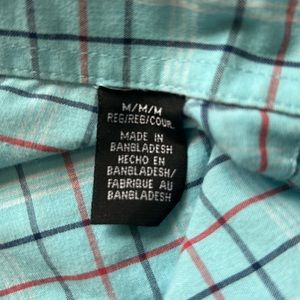 M/M/M
REG/REG/COUR.
MADE IN
BANGLADESH
HECHO EN
BANGLADESH/
FABRIQUE AU
BANGLADESH